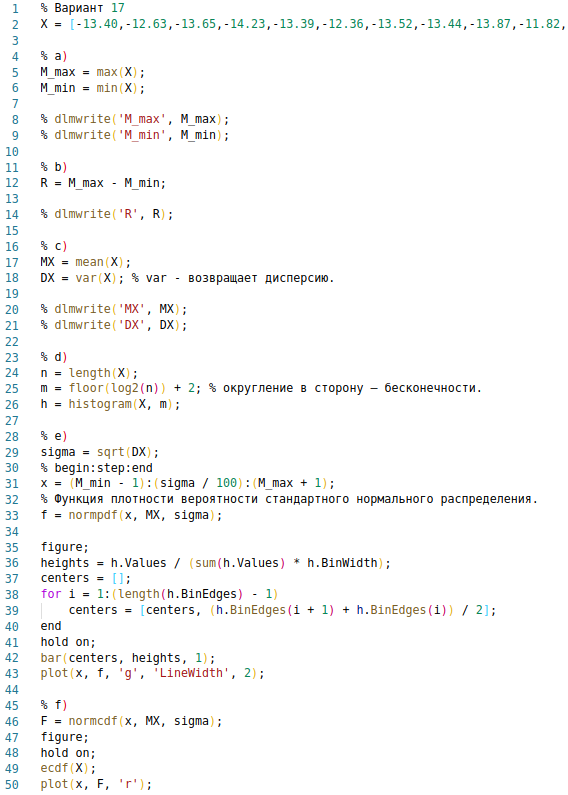 1 % Вариант 17
2 X = [-13.40,-12.63,-13.65,-14.23,-13.39,-12.36,-13.52,-13.44,-13.87,-11.82,
3
4 % a)
5 M_max = max(X);
6 M_min = min(X);
7
8 % dlmwrite('M_max', M_max);
9 % dlmwrite('M_min', M_min);
10
11 % b)
12 R = M_max - M_min;
13
14 % dlmwrite('R', R);
15
16 % c)
17 MX = mean(X);
18 DX = var(X); % var - возвращает дисперсию.
19
20 % dlmwrite('MX', MX);
21 % dlmwrite('DX', DX);
22
23 % d)
24 n = length(X);
25 m = floor(log2(n)) + 2; % округление в сторону — бесконечности.
26 h = histogram(X, m);
27
28 % e)
29 sigma = sqrt(DX);
30 % begin:step:end
31 x = (M_min - 1):(sigma / 100):(M_max + 1);
32 % Функция плотности вероятности стандартного нормального распределения.
33 f = normpdf(x, MX, sigma);
34
35 figure;
36 heights = h.Values / (sum(h.Values) * h.BinWidth);
37 centers = [];
38 for i = 1:(length(h.BinEdges) - 1)
39 centers = [centers, (h.BinEdges(i + 1) + h.BinEdges(i)) / 2];
40 end
41 hold on;
42 bar(centers, heights, 1);
43 plot(x, f, 'g', 'LineWidth', 2);
44
45 % f)
46 F = normcdf(x, MX, sigma);
47 figure;
48 hold on;
49 ecdf(X);
50 plot(x, F, 'r');